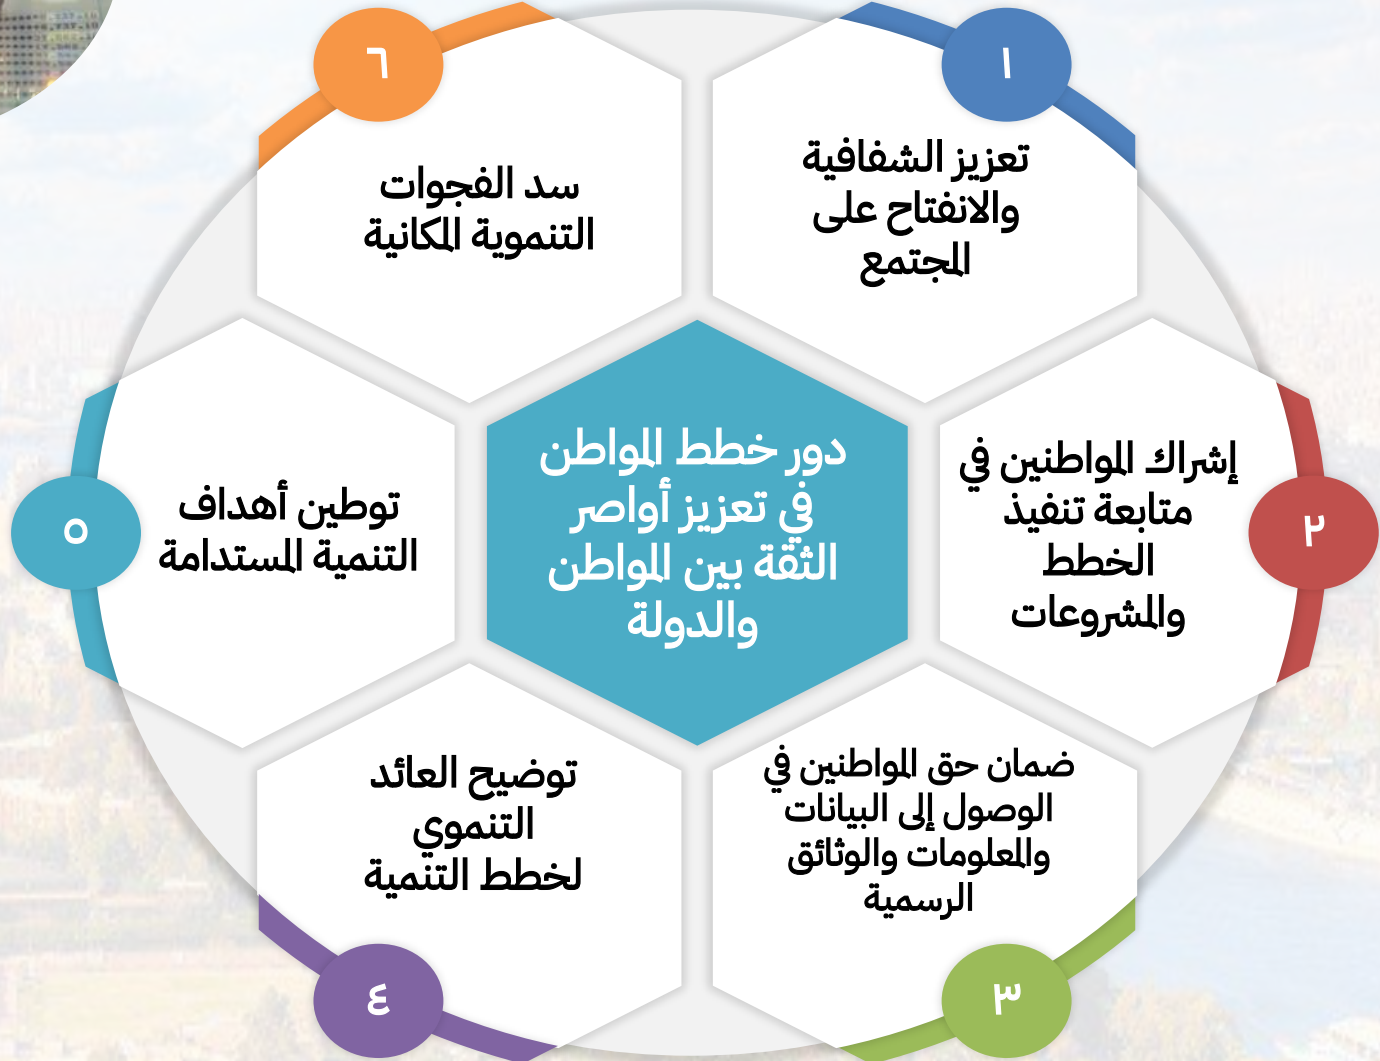 دور خطط المواطن
في تعزيز أواصر
الثقة بين المواطن
والدولة
١
تعزيز الشفافية
والانفتاح على
المجتمع
٢
إشراك المواطنين في
متابعة تنفيذ
الخطط
والمشروعات
٣
ضمان حق المواطنين في
الوصول إلى البيانات
والمعلومات والوثائق
الرسمية
٤
توضيح العائد
التنموي
لخطط التنمية
٥
توطين أهداف
التنمية المستدامة
٦
سد الفجوات
التنموية المكانية